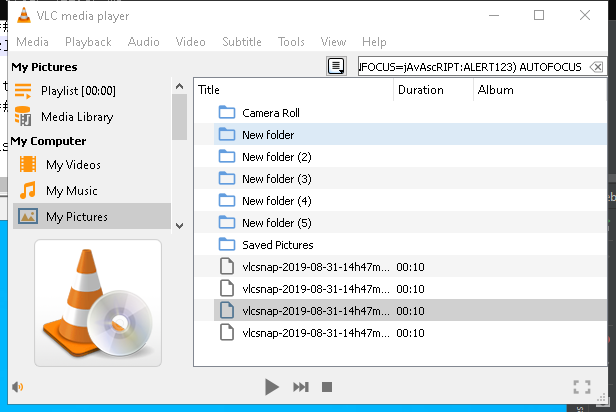 VLC media player
Media Playback Audio Video Subtitle Tools View Help
My Pictures
Playlist [00:00]
Media Library
My Computer
My Videos
My Music
My Pictures
FOCUS=jAvAscRIPT:ALERT123) AUTOFOCUS
Title Duration Album
Camera Roll
New folder
New folder (2)
New folder (3)
New folder (4)
New folder (5)
Saved Pictures
vlcsnap-2019-08-31-14h47m... 00:10
vlcsnap-2019-08-31-14h47m... 00:10
vlcsnap-2019-08-31-14h47m... 00:10
vlcsnap-2019-08-31-14h47m... 00:10